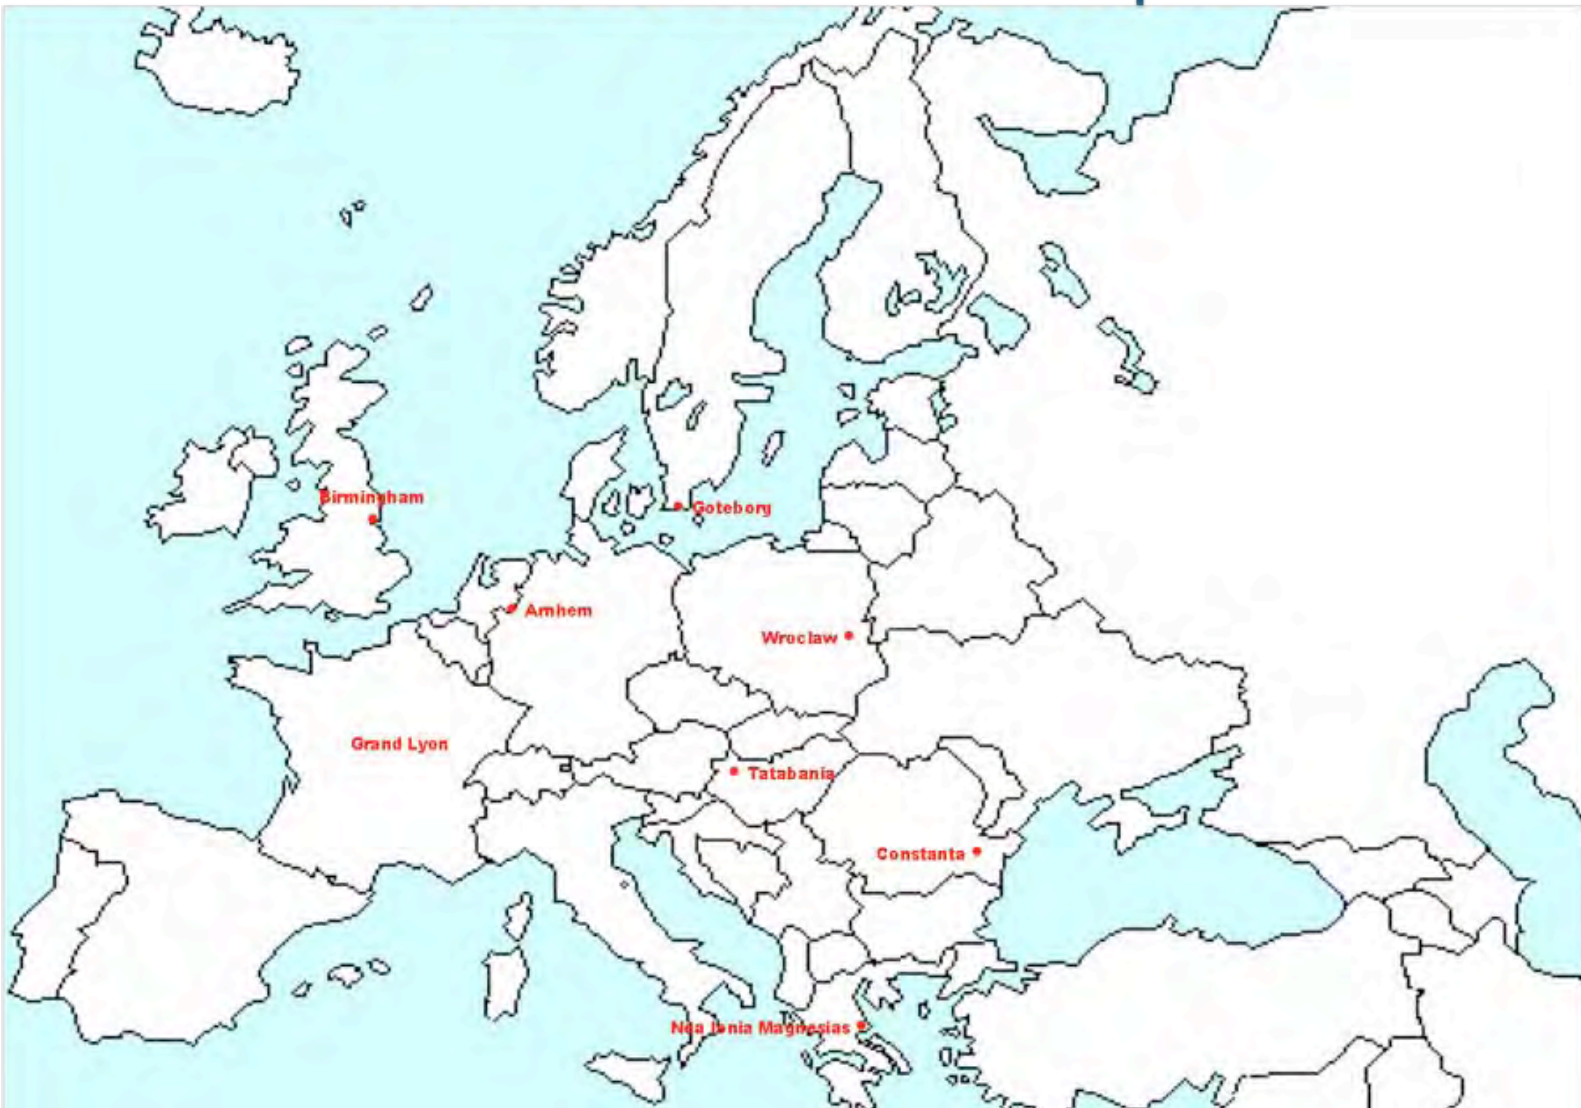 Birmingham
Goteborg
Arnhem
Wroclaw
Grand Lyon
Tatabania
Constanta
Nea Ionia Magnesias